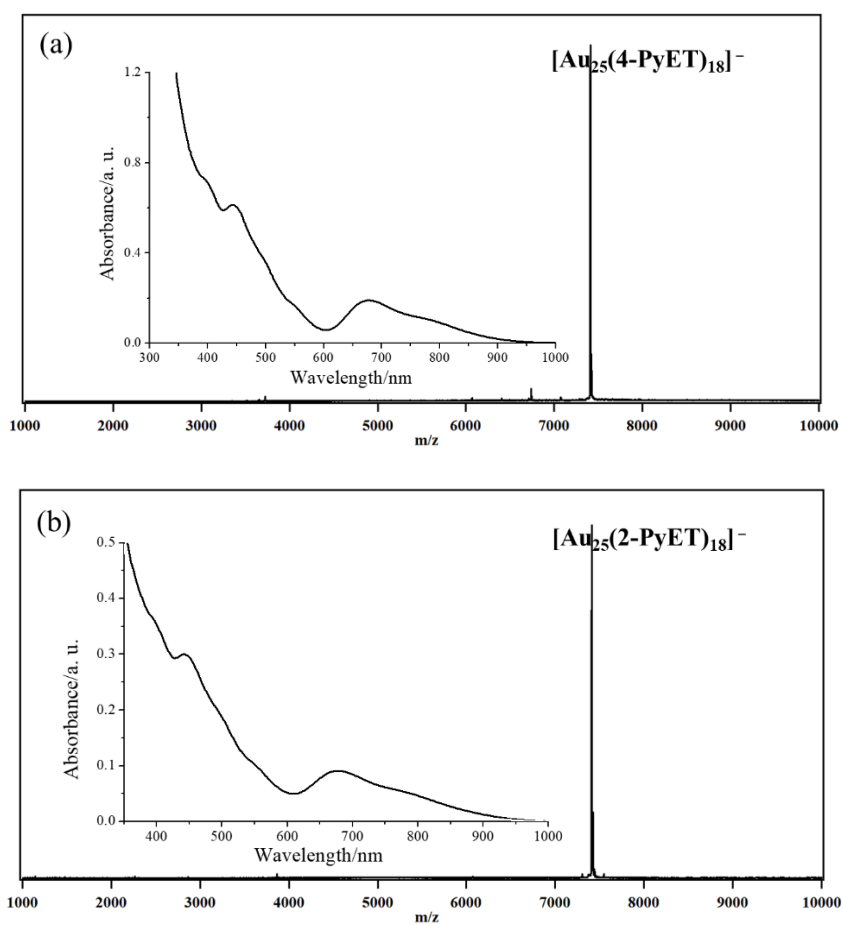 (a)
[Au₂₅(4-PyET)₁₈]⁻
1.2
0.8
0.4
0.0
Absorbance/a. u.
300 400 500 600 700 800 900 1000
Wavelength/nm
1000 2000 3000 4000 5000 6000 7000 8000 9000 10000
m/z
(b)
[Au₂₅(2-PyET)₁₈]⁻
0.5
0.4
0.3
0.2
0.1
0.0
Absorbance/a. u.
400 500 600 700 800 900 1000
Wavelength/nm
1000 2000 3000 4000 5000 6000 7000 8000 9000 10000
m/z